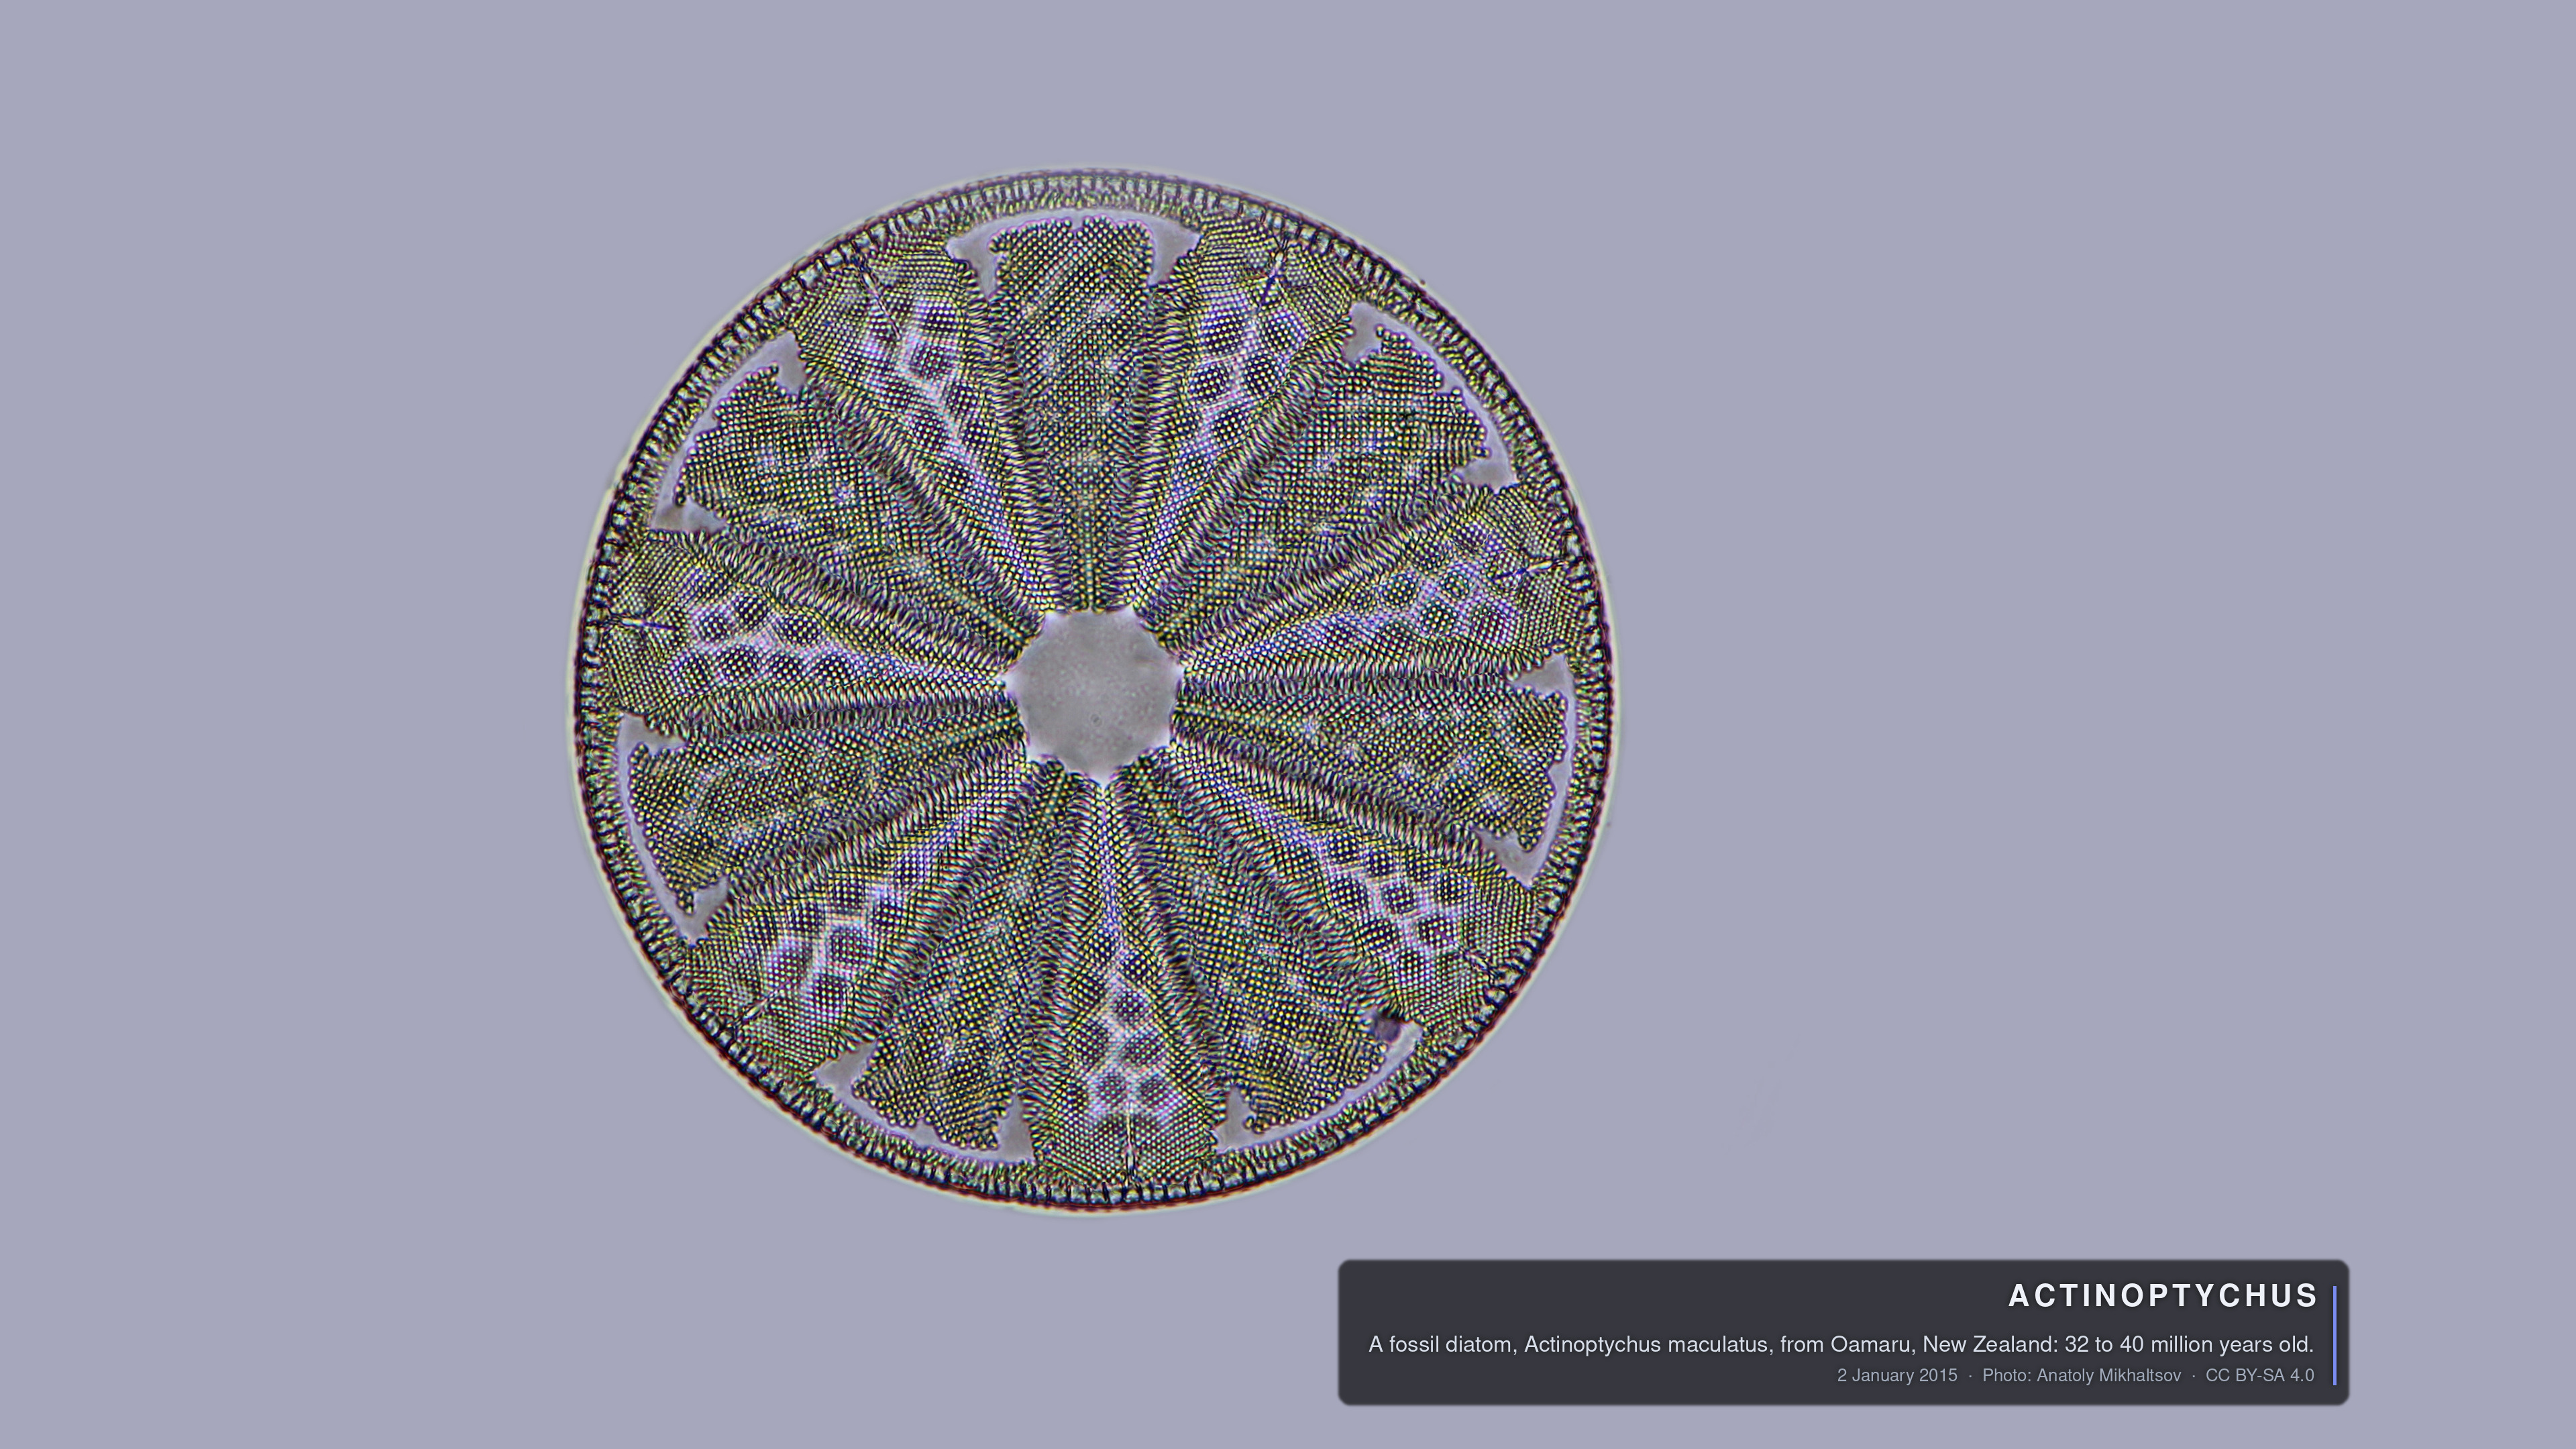 ACTINOPTYCHUS
A fossil diatom, Actinoptychus maculatus, from Oamaru, New Zealand: 32 to 40 million years old.
2 January 2015 · Photo: Anatoly Mikhaltsov · CC BY-SA 4.0